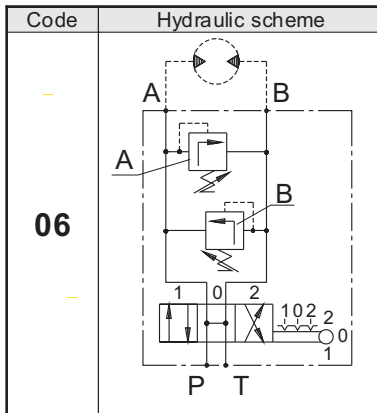 Code Hydraulic scheme
A B
A
B
06
1 0 2
1 0 2 2
0
1
P T